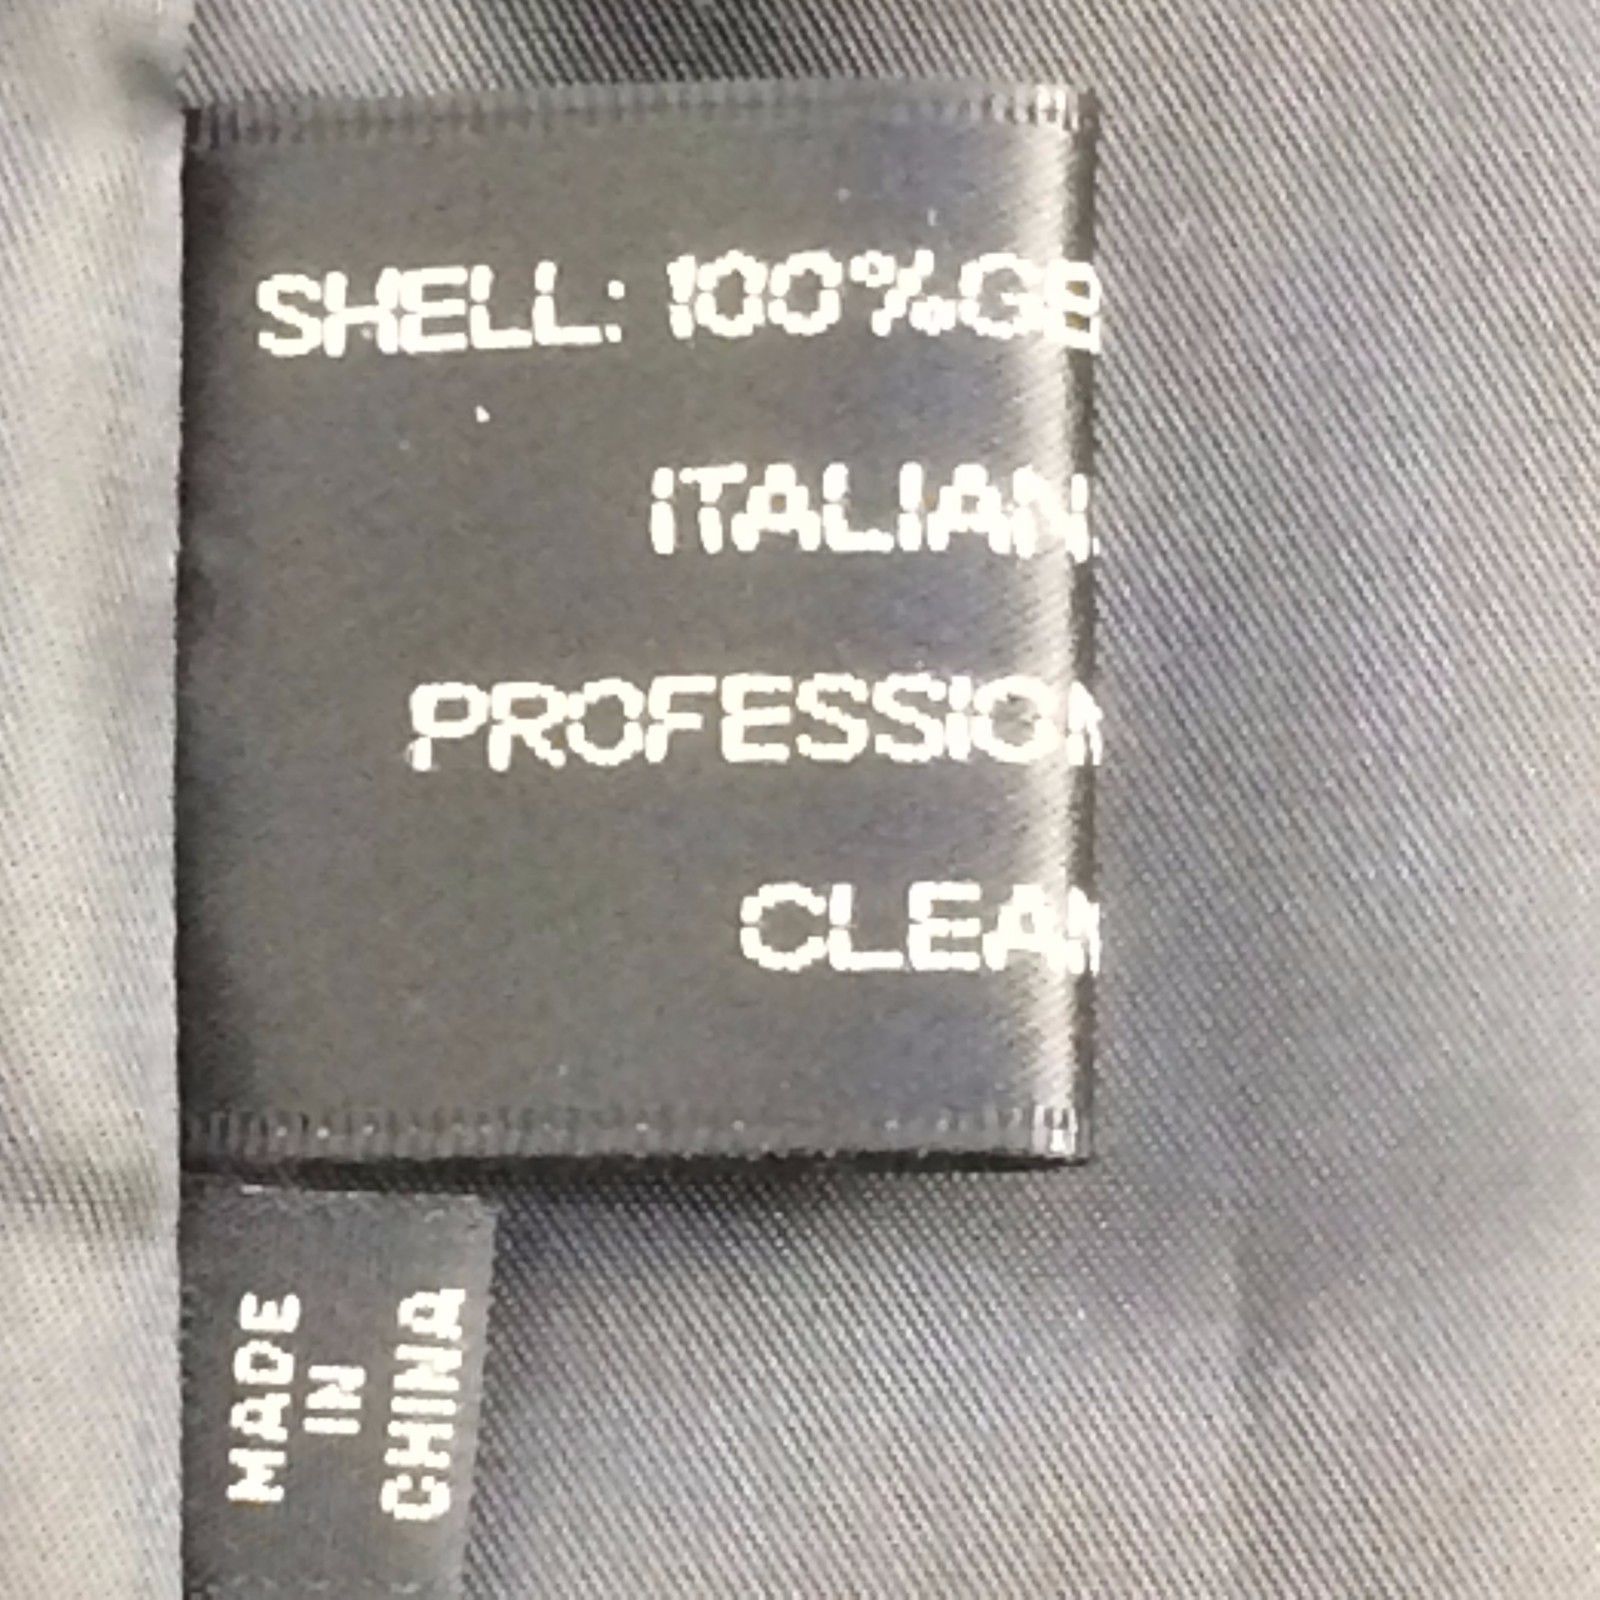 SHELL: 100%GE
ITALIAN
PROFESSION
CLEAN
MADE
IN
CHINA